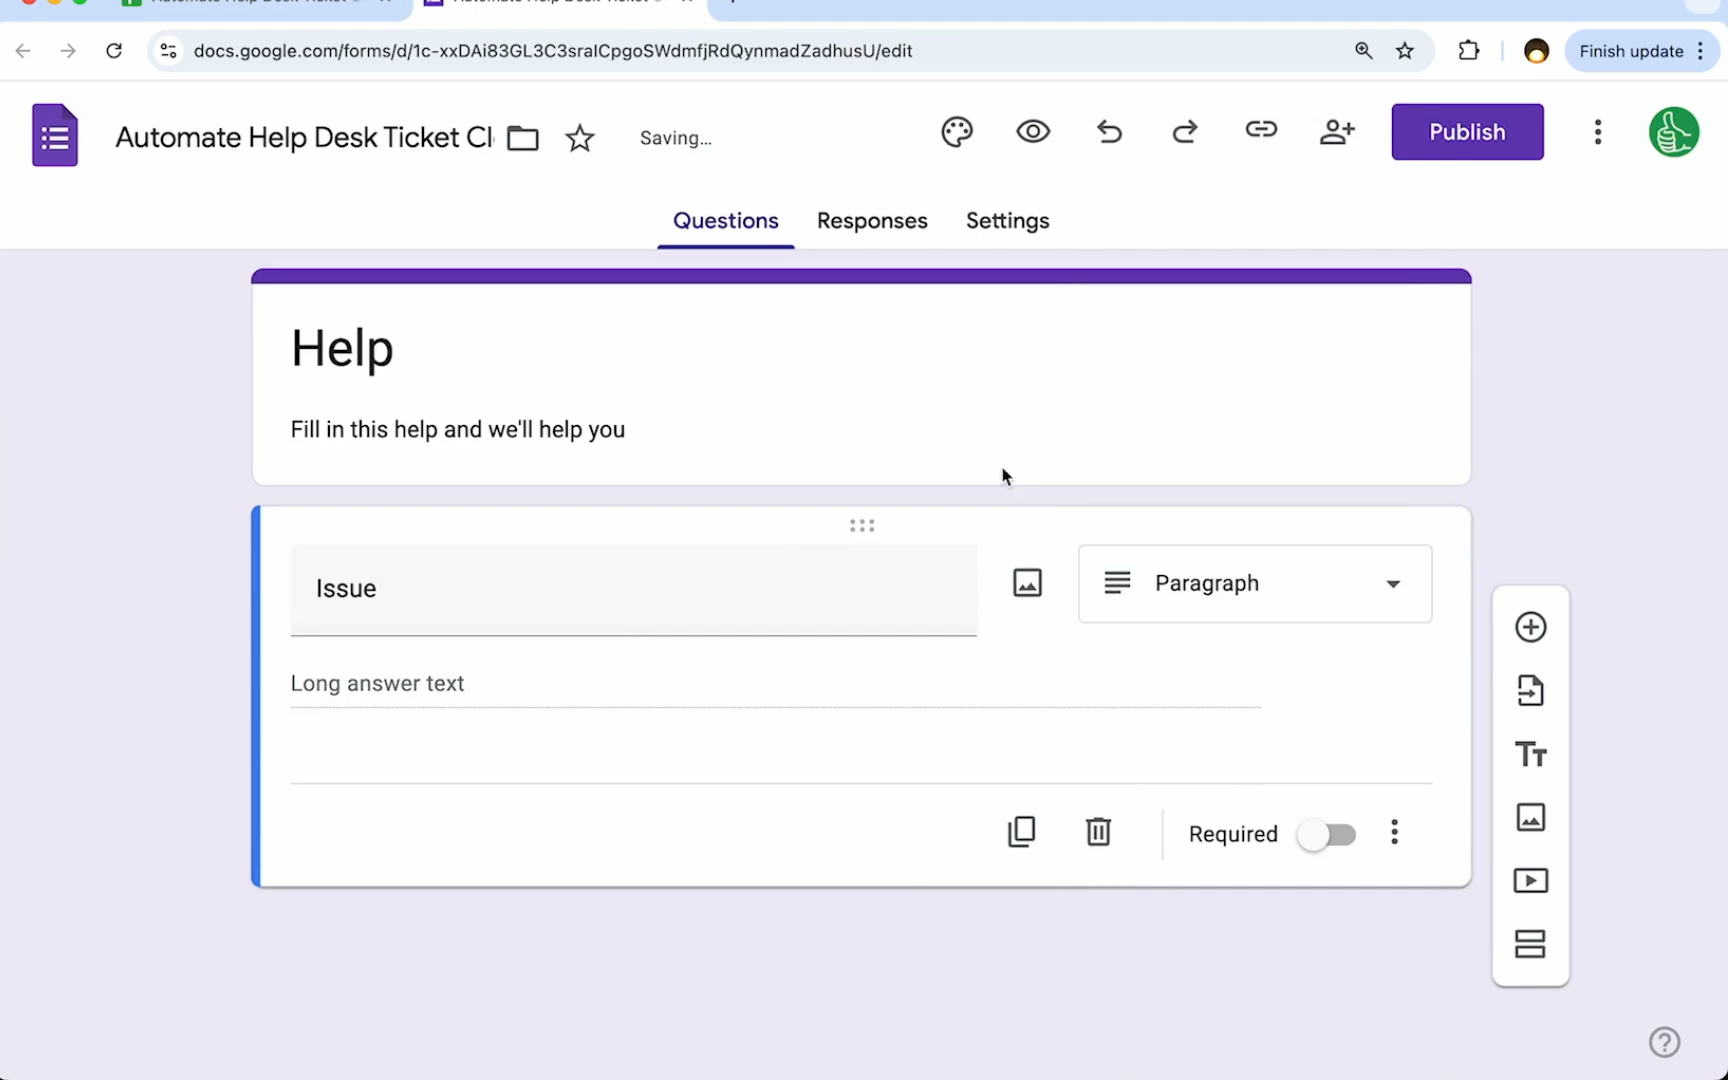 docs.google.com/forms/d/1c-xxDAi83GL3C3sraICpgoSWdmfjRdQynmadZadhusU/edit
Finish update
Automate Help Desk Ticket Cl
Saving...
Publish
Questions
Responses
Settings
Help
Fill in this help and we'll help you
Issue
Paragraph
Long answer text
Required